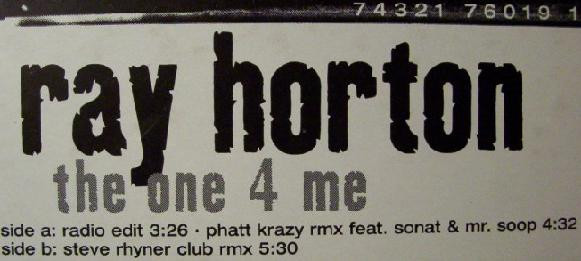 74321 76019 1
ray horton
the one 4 me
side a: radio edit 3:26 · phatt krazy rmx feat. sonat & mr. soop 4:32
side b: steve rhyner club rmx 5:30